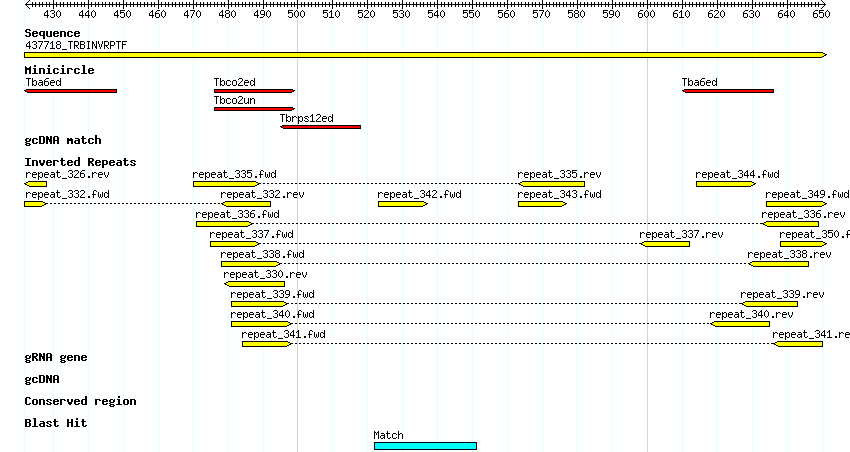 430 440 450 460 470 480 490 500 510 520 530 540 550 560 570 580 590 600 610 620 630 640 650
Sequence
437718_TRBINVRPTF
Minicircle
Tba6ed Tbco2ed Tba6ed
Tbco2un
Tbrps12ed
gcDNA match
Inverted Repeats
repeat_326.rev repeat_335.fwd repeat_335.rev repeat_344.fwd
repeat_332.fwd repeat_332.rev repeat_342.fwd repeat_343.fwd repeat_349.fwd
repeat_336.fwd repeat_336.rev
repeat_337.fwd repeat_337.rev repeat_350.f
repeat_338.fwd repeat_338.rev
repeat_330.rev
repeat_339.fwd repeat_339.rev
repeat_340.fwd repeat_340.rev
repeat_341.fwd repeat_341.re
gRNA gene
gcDNA
Conserved region
Blast Hit
Match